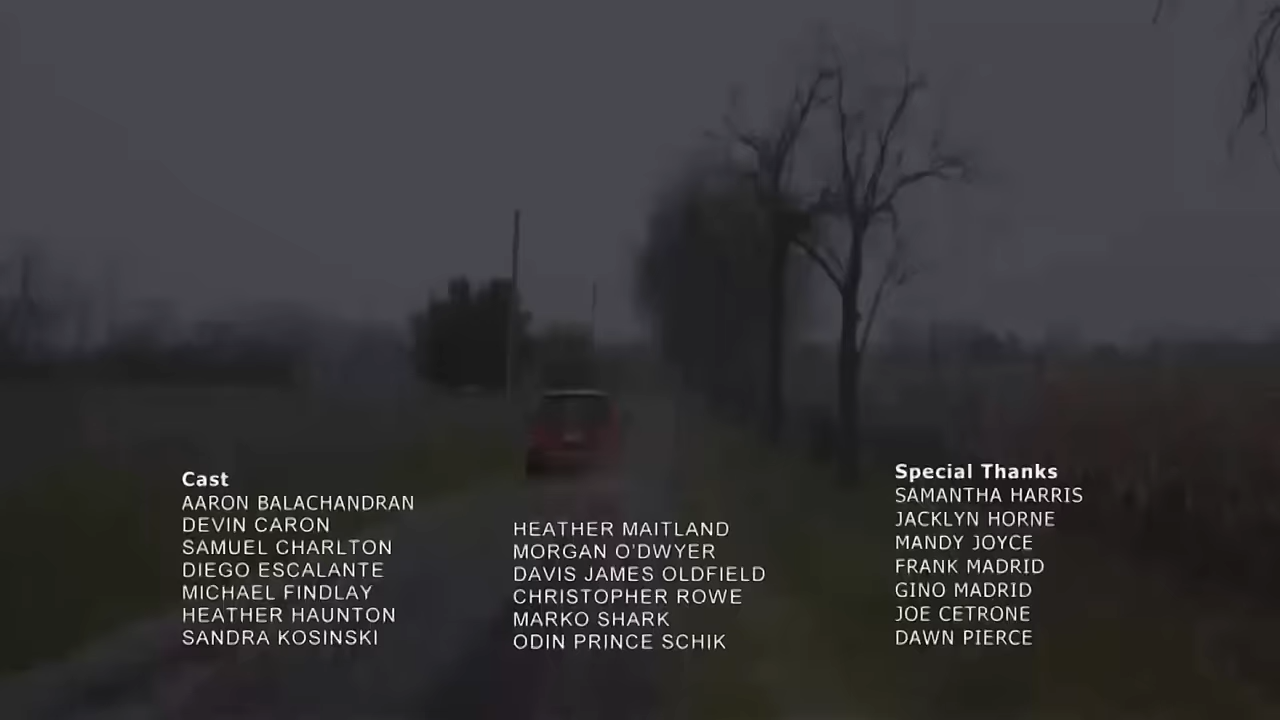 Cast
AARON BALACHANDRAN
DEVIN CARON
SAMUEL CHARLTON
DIEGO ESCALANTE
MICHAEL FINDLAY
HEATHER HAUNTON
SANDRA KOSINSKI
HEATHER MAITLAND
MORGAN O'DWYER
DAVIS JAMES OLDFIELD
CHRISTOPHER ROWE
MARKO SHARK
ODIN PRINCE SCHIK
Special Thanks
SAMANTHA HARRIS
JACKLYN HORNE
MANDY JOYCE
FRANK MADRID
GINO MADRID
JOE CETRONE
DAWN PIERCE